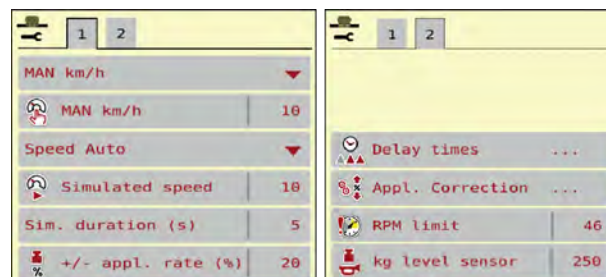 1 2
MAN km/h
MAN km/h 10
Speed Auto
Simulated speed 10
Sim. duration (s) 5
+/- appl. rate (%) 20
1 2
Delay times ...
Appl. Correction ...
RPM limit 46
kg level sensor 250